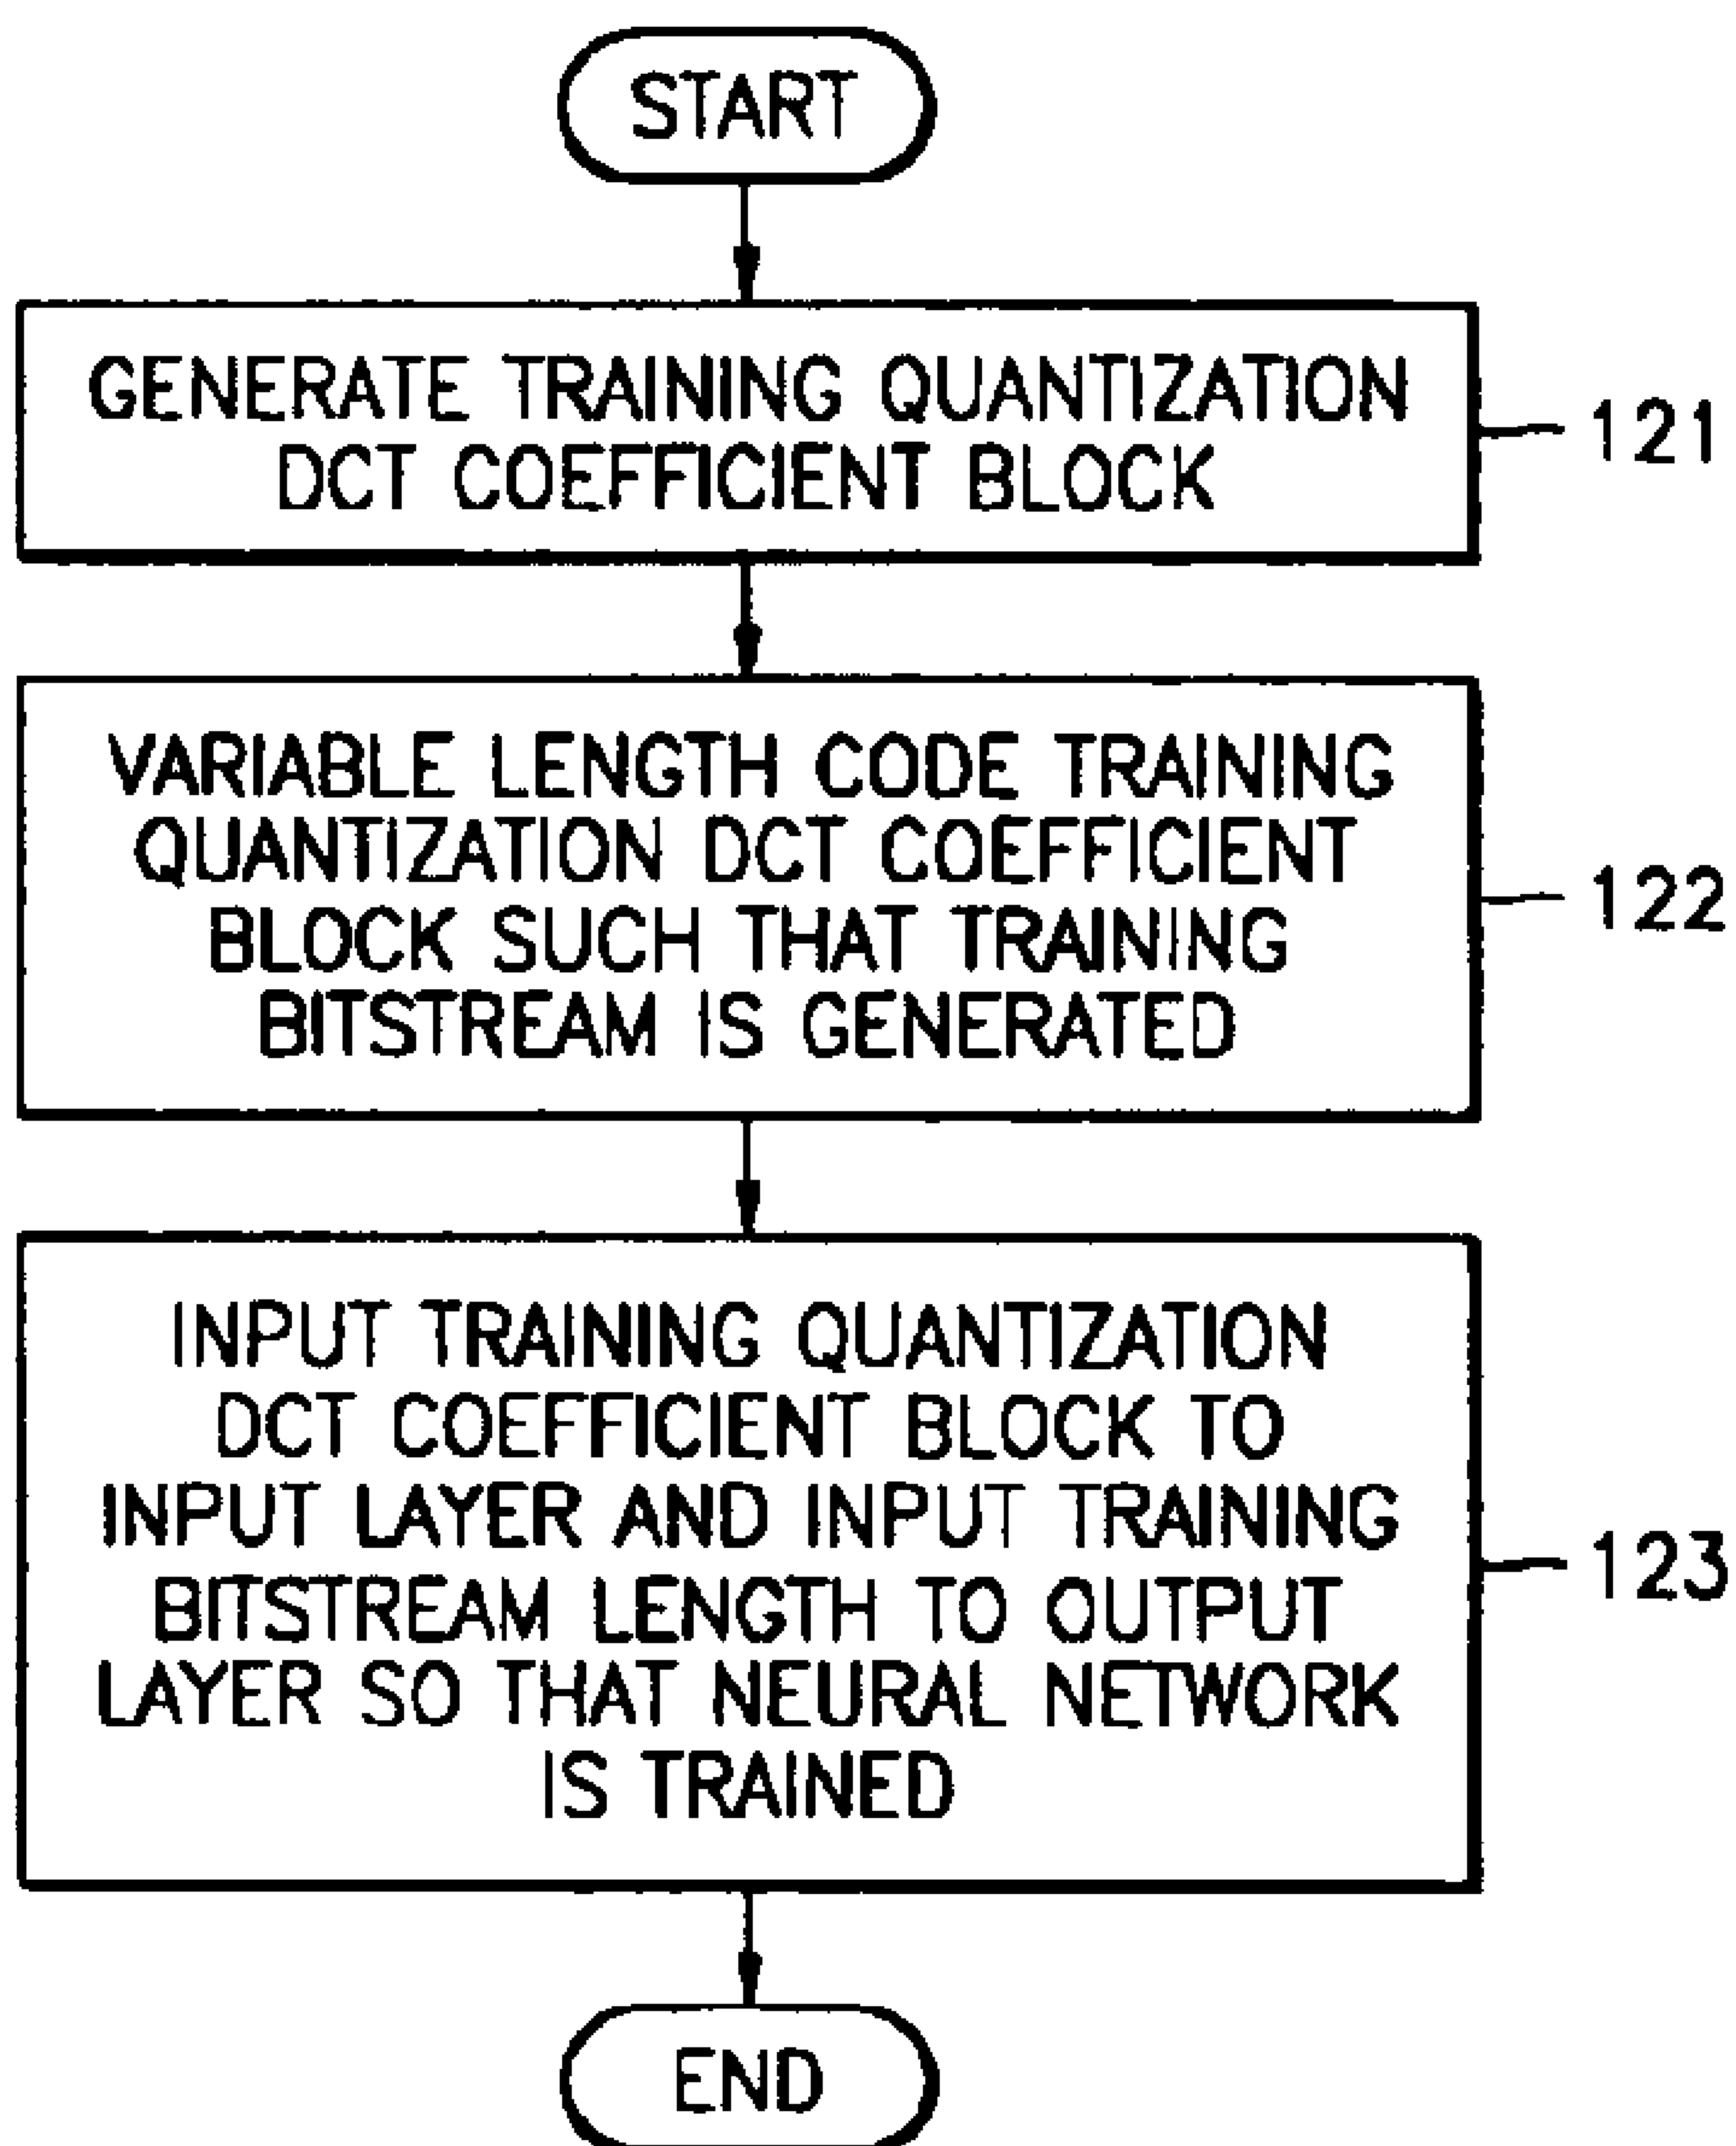 START
GENERATE TRAINING QUANTIZATION
DCT COEFFICIENT BLOCK
121
VARIABLE LENGTH CODE TRAINING
QUANTIZATION DCT COEFFICIENT
BLOCK SUCH THAT TRAINING
BITSTREAM IS GENERATED
122
INPUT TRAINING QUANTIZATION
DCT COEFFICIENT BLOCK TO
INPUT LAYER AND INPUT TRAINING
BITSTREAM LENGTH TO OUTPUT
LAYER SO THAT NEURAL NETWORK
IS TRAINED
123
END